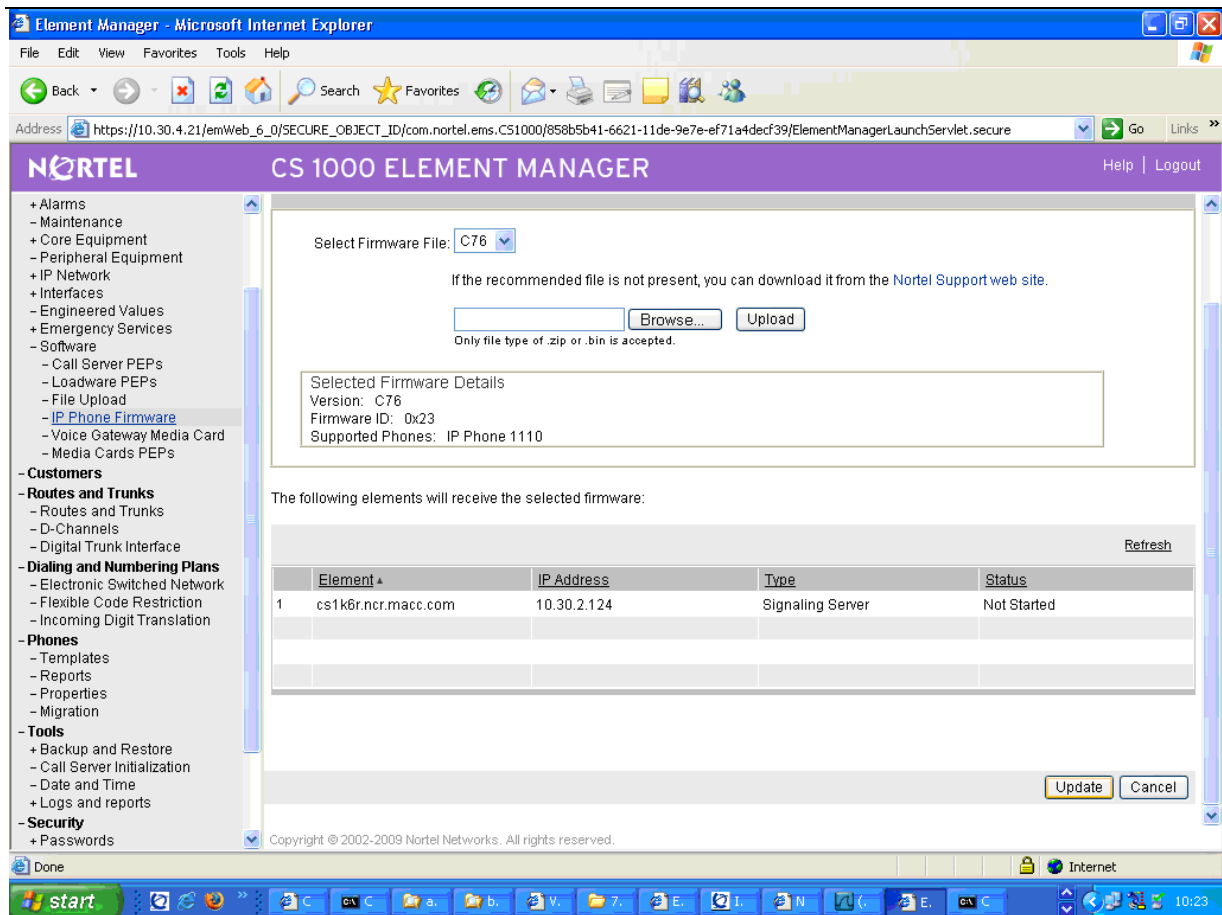 Element Manager - Microsoft Internet Explorer
File Edit View Favorites Tools Help
Back Search Favorites
Address https://10.30.4.21/emWeb_6_0/SECURE_OBJECT_ID/com.nortel.ems.CS1000/858b5b41-6621-11de-9e7e-ef71a4decf39/ElementManagerLaunchServlet.secure Go Links »
NORTEL CS 1000 ELEMENT MANAGER Help | Logout
+ Alarms
- Maintenance
+ Core Equipment
- Peripheral Equipment
+ IP Network
+ Interfaces
- Engineered Values
+ Emergency Services
- Software
- Call Server PEPs
- Loadware PEPs
- File Upload
- IP Phone Firmware
- Voice Gateway Media Card
- Media Cards PEPs
- Customers
- Routes and Trunks
- Routes and Trunks
- D-Channels
- Digital Trunk Interface
- Dialing and Numbering Plans
- Electronic Switched Network
- Flexible Code Restriction
- Incoming Digit Translation
- Phones
- Templates
- Reports
- Properties
- Migration
- Tools
+ Backup and Restore
- Call Server Initialization
- Date and Time
+ Logs and reports
- Security
+ Passwords
Select Firmware File: C76
If the recommended file is not present, you can download it from the Nortel Support web site.
Browse... Upload
Only file type of .zip or .bin is accepted.
Selected Firmware Details
Version: C76
Firmware ID: 0x23
Supported Phones: IP Phone 1110
The following elements will receive the selected firmware:
Refresh
Element IP Address Type Status
1 cs1k6r.ncr.macc.com 10.30.2.124 Signaling Server Not Started
Update Cancel
Copyright © 2002-2009 Nortel Networks. All rights reserved.
Done Internet
start » C C a. b. V. 7. E. I. N (. E. C 10:23